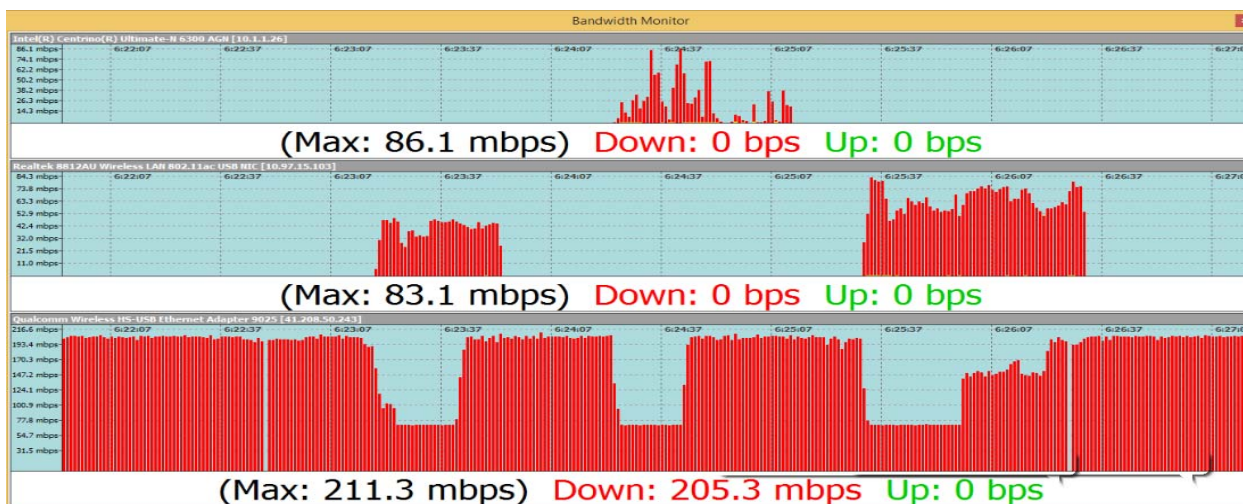 Bandwidth Monitor
Intel(R) Centrino(R) Ultimate-N 6300 AGN [10.1.1.26]
86.1 mbps 6:22:07 6:22:37 6:23:07 6:23:37 6:24:07 6:24:37 6:25:07 6:25:37 6:26:07 6:26:37
74.1 mbps
62.2 mbps
50.2 mbps
38.2 mbps
26.3 mbps
14.3 mbps
(Max: 86.1 mbps) Down: 0 bps Up: 0 bps
Realtek 8812AU Wireless LAN 802.11ac USB NIC [10.97.15.103]
84.3 mbps 6:22:07 6:22:37 6:23:07 6:23:37 6:24:07 6:24:37 6:25:07 6:25:37 6:26:07 6:26:37
73.8 mbps
63.3 mbps
52.9 mbps
42.4 mbps
32.0 mbps
21.5 mbps
11.0 mbps
(Max: 83.1 mbps) Down: 0 bps Up: 0 bps
Qualcomm Wireless HS-USB Ethernet Adapter 9025 [41.208.50.243]
216.6 mbps 6:22:07 6:22:37 6:23:07 6:23:37 6:24:07 6:24:37 6:25:07 6:25:37 6:26:07 6:26:37
193.4 mbps
170.3 mbps
147.2 mbps
124.1 mbps
100.9 mbps
77.8 mbps
54.7 mbps
31.5 mbps
(Max: 211.3 mbps) Down: 205.3 mbps Up: 0 bps